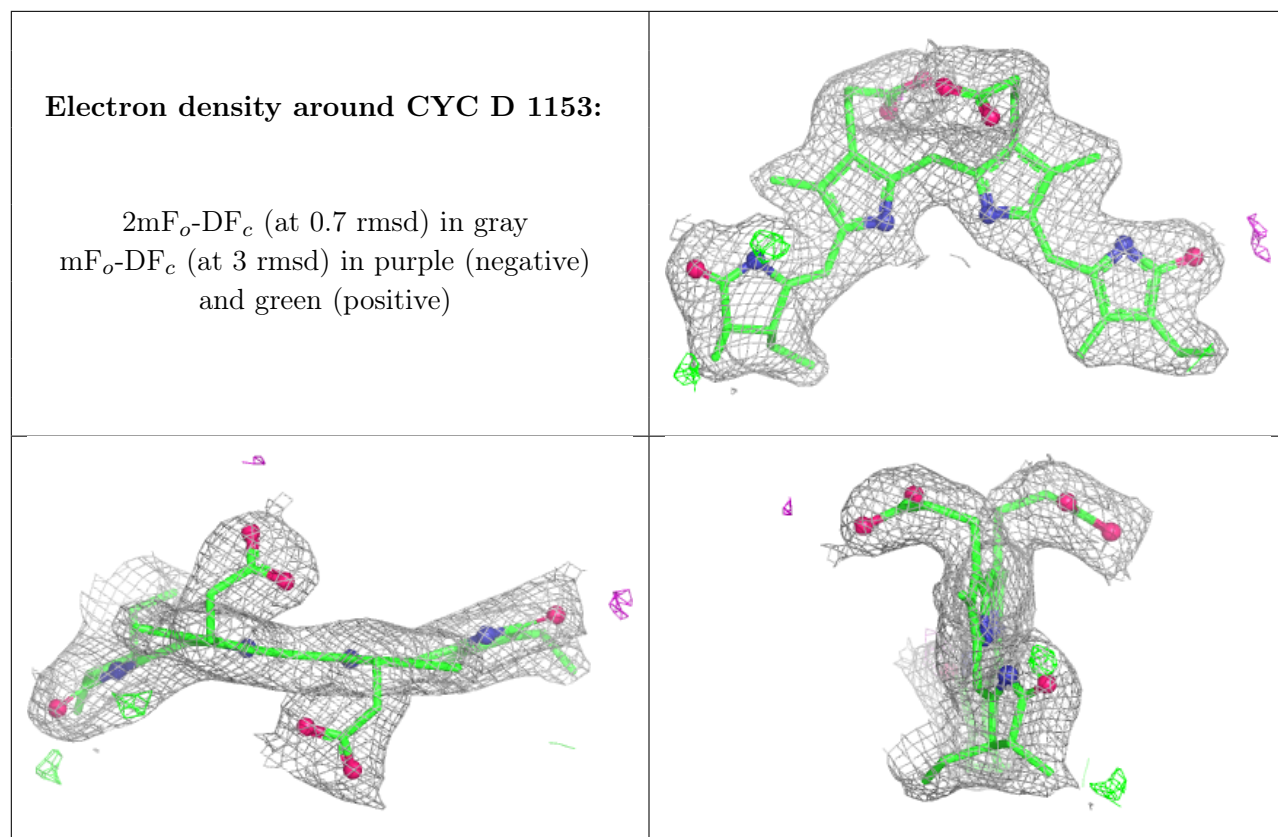 Electron density around CYC D 1153:
2mFₒ-DF𝒸 (at 0.7 rmsd) in gray
mFₒ-DF𝒸 (at 3 rmsd) in purple (negative)
and green (positive)